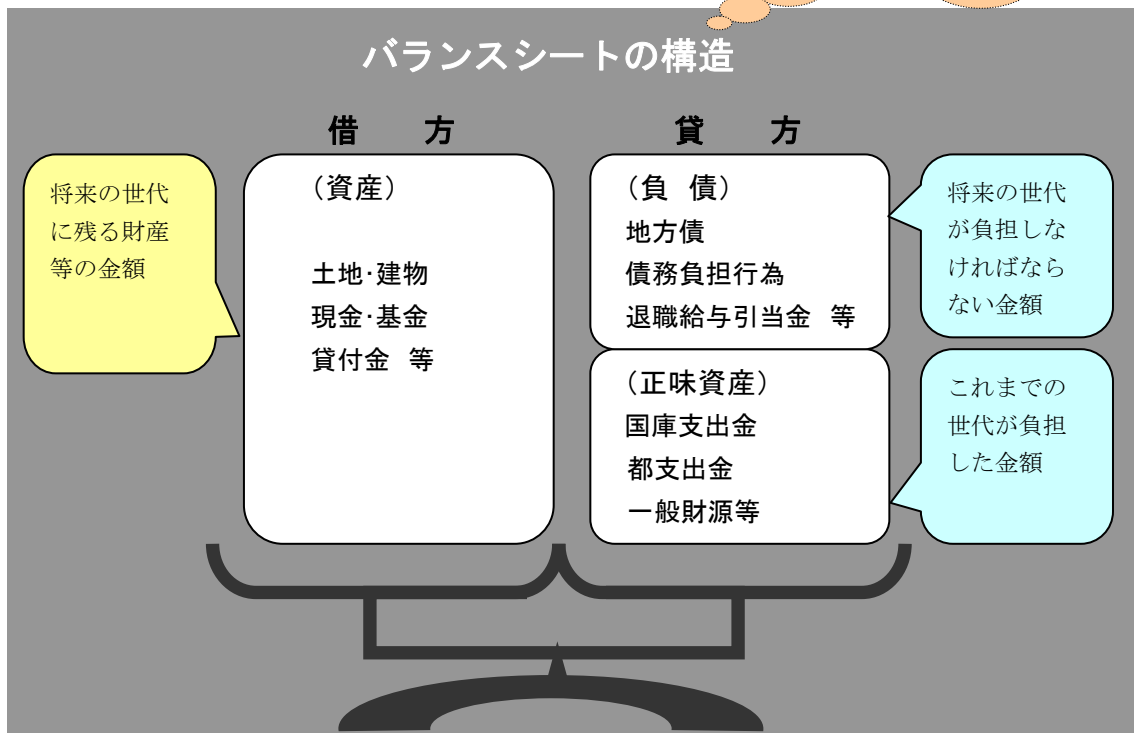 バランスシートの構造
借　方
貸　方
将来の世代
に残る財産
等の金額
（資産）
土地･建物
現金･基金
貸付金 等
（負 債）
地方債
債務負担行為
退職給与引当金 等
将来の世代
が負担しな
ければなら
ない金額
（正味資産）
国庫支出金
都支出金
一般財源等
これまでの
世代が負担
した金額